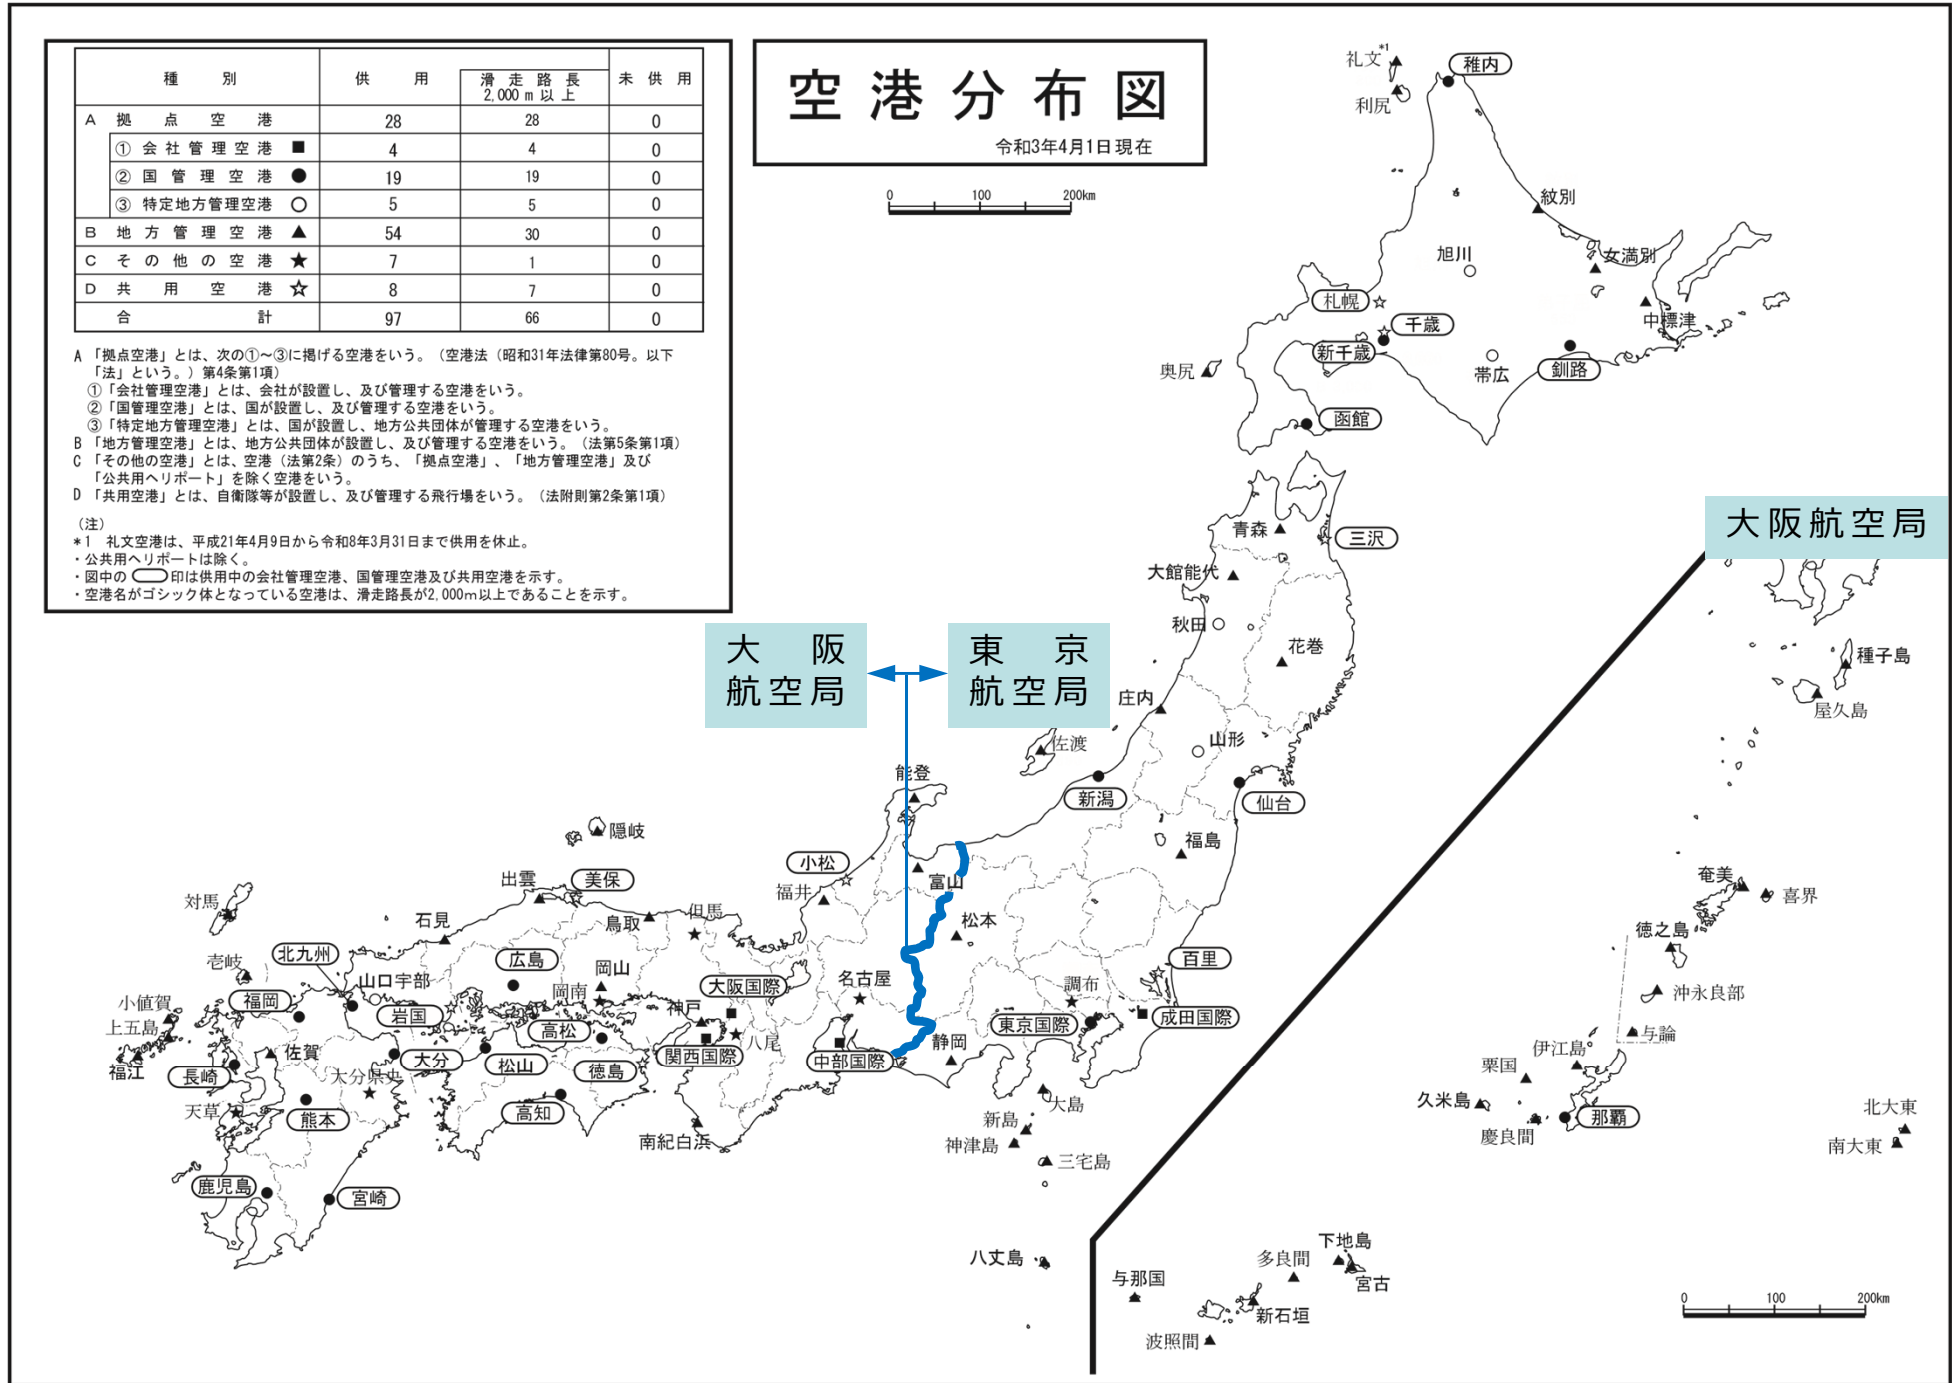 空港分布図
令和3年4月1日現在
種別 供用 滑走路長2,000m以上 未供用
A 拠点空港 28 28 0
① 会社管理空港 ■ 4 4 0
② 国管理空港 ● 19 19 0
③ 特定地方管理空港 ○ 5 5 0
B 地方管理空港 ▲ 54 30 0
C その他の空港 ★ 7 1 0
D 共用空港 ☆ 8 7 0
合計 97 66 0
A 「拠点空港」とは、次の①～③に掲げる空港をいう。（空港法（昭和31年法律第80号。以下
「法」という。）第4条第1項）
①「会社管理空港」とは、会社が設置し、及び管理する空港をいう。
②「国管理空港」とは、国が設置し、及び管理する空港をいう。
③「特定地方管理空港」とは、国が設置し、地方公共団体が管理する空港をいう。
B 「地方管理空港」とは、地方公共団体が設置し、及び管理する空港をいう。（法第5条第1項）
C 「その他の空港」とは、空港（法第2条）のうち、「拠点空港」、「地方管理空港」及び
「公共用ヘリポート」を除く空港をいう。
D 「共用空港」とは、自衛隊等が設置し、及び管理する飛行場をいう。（法附則第2条第1項）
（注）
*1 礼文空港は、平成21年4月9日から令和8年3月31日まで供用を休止。
・公共用ヘリポートは除く。
・図中の 印は供用中の会社管理空港、国管理空港及び共用空港を示す。
・空港名がゴシック体となっている空港は、滑走路長が2,000m以上であることを示す。
0 100 200km
礼文*1
稚内
利尻
紋別
旭川
女満別
札幌
千歳
中標津
新千歳
奥尻
帯広
釧路
函館
大阪航空局
青森
三沢
大館能代
秋田
花巻
大阪
航空局
東京
航空局
種子島
屋久島
庄内
佐渡
山形
能登
新潟
仙台
隠岐
福島
小松
出雲
美保
富山
福井
奄美
喜界
対馬
石見
鳥取
但馬
松本
徳之島
北九州
広島
百里
壱岐
山口宇部
岡山
大阪国際
名古屋
調布
沖永良部
小値賀
福岡
岡南
上五島
岩国
神戸
東京国際
成田国際
与論
高松
八尾
静岡
佐賀
大分
関西国際
中部国際
伊江島
福江
長崎
松山
徳島
粟国
大分県央
久米島
天草
熊本
高知
新島
大島
那覇
北大東
慶良間
南紀白浜
神津島
南大東
三宅島
鹿児島
宮崎
八丈島
下地島
多良間
与那国
宮古
新石垣
波照間
0 100 200km